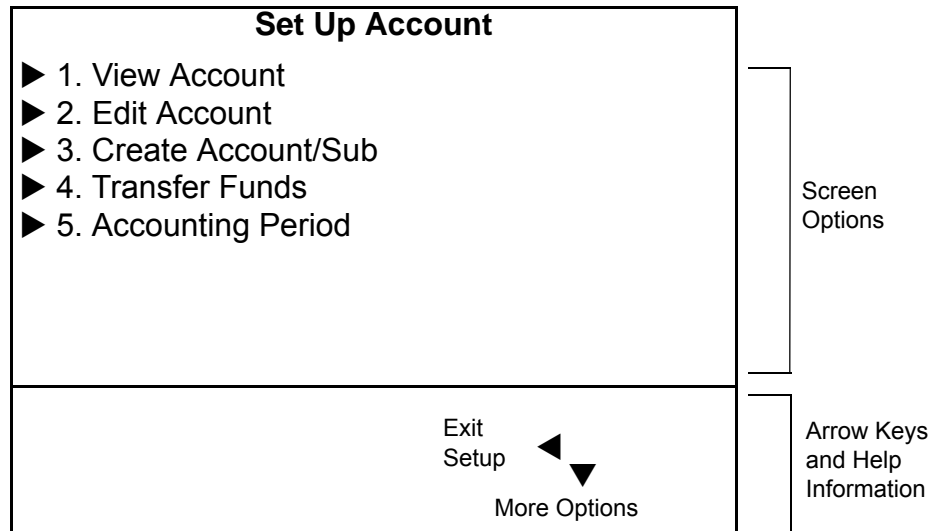 Set Up Account
▶ 1. View Account
▶ 2. Edit Account
▶ 3. Create Account/Sub
▶ 4. Transfer Funds
▶ 5. Accounting Period
Screen
Options
Exit
Setup
More Options
Arrow Keys
and Help
Information